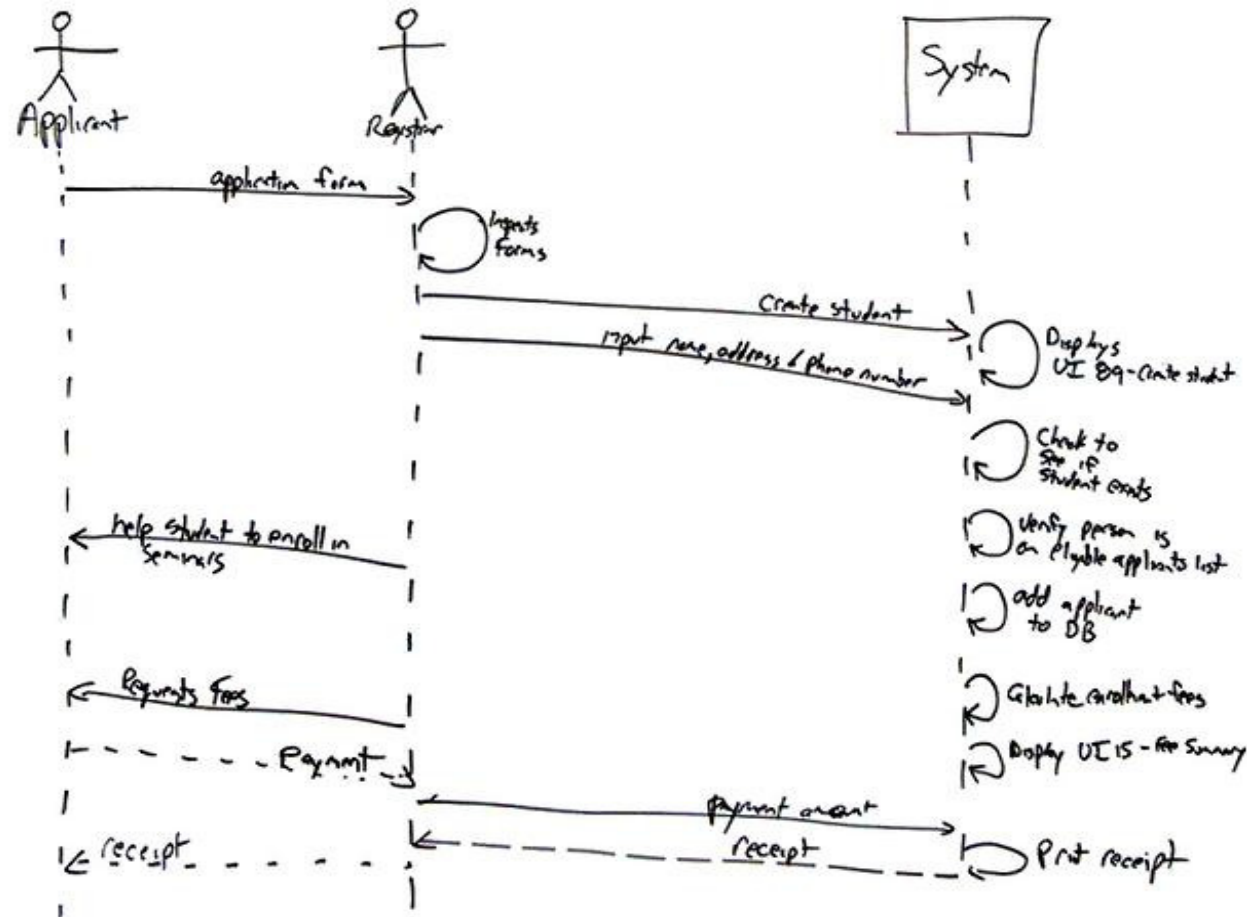 Applicant
Registrar
System
application form
Inspects
forms
Create student
input name, address & phone number
Displays
UI 89-Create student
Check to
see if
student exists
help student to enroll in
seminars
verify person is
on eligible applicants list
add applicant
to DB
Requests fees
Calculate enrollment fees
Payment
Display UI 15 - Fee Summary
payment amount
receipt
receipt
Print receipt